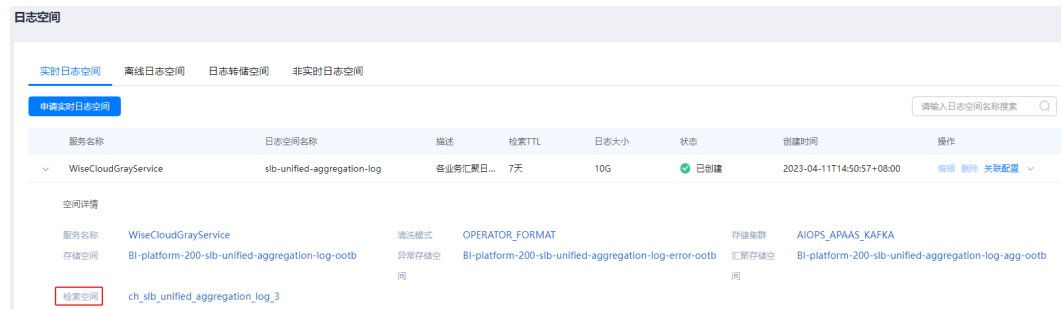 日志空间
实时日志空间 离线日志空间 日志转储空间 非实时日志空间
申请实时日志空间 请输入日志空间名称搜索
服务名称 日志空间名称 描述 检索TTL 日志大小 状态 创建时间 操作
WiseCloudGrayService slb-unified-aggregation-log 各业务汇聚日... 7天 10G 已创建 2023-04-11T14:50:57+08:00 编辑 删除 关联配置
空间详情
服务名称 WiseCloudGrayService 清洗模式 OPERATOR_FORMAT 存储集群 AIOPS_APAAS_KAFKA
存储空间 BI-platform-200-slb-unified-aggregation-log-ootb 异常存储空间 BI-platform-200-slb-unified-aggregation-log-error-ootb 汇聚存储空间 BI-platform-200-slb-unified-aggregation-log-agg-ootb
检索空间 ch_slb_unified_aggregation_log_3